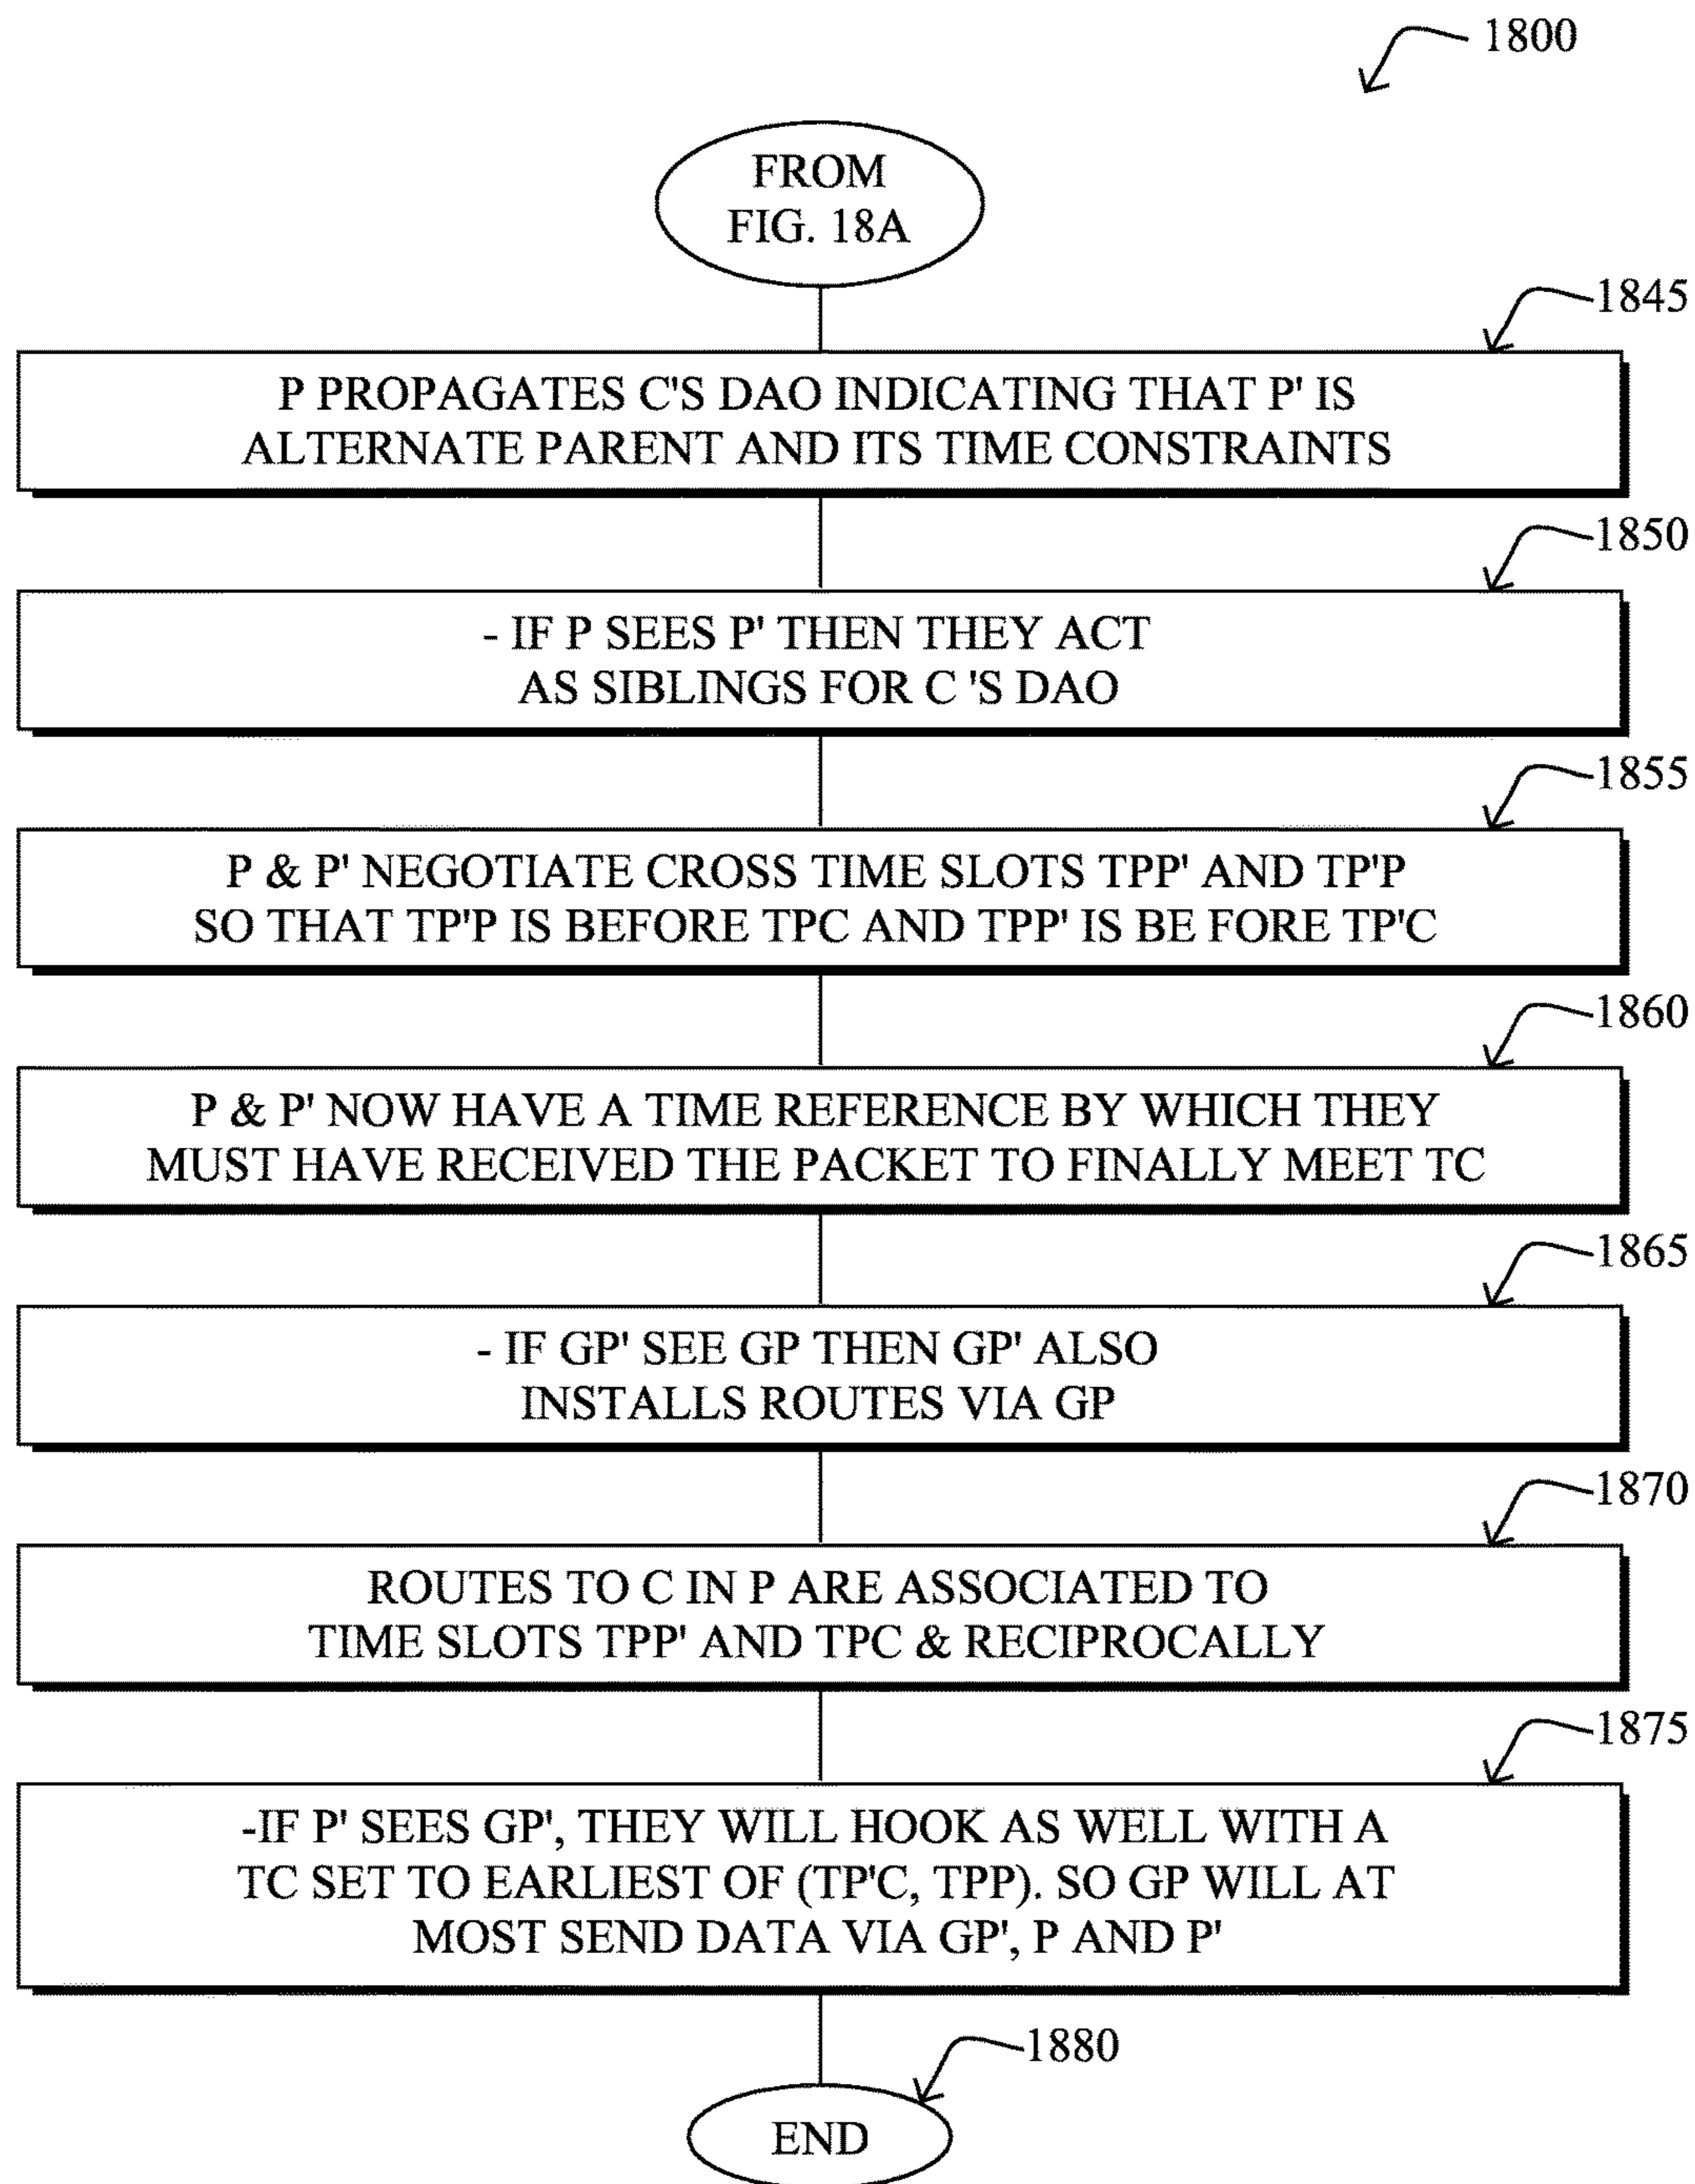 1800
FROM
FIG. 18A
1845
P PROPAGATES C'S DAO INDICATING THAT P' IS
ALTERNATE PARENT AND ITS TIME CONSTRAINTS
1850
- IF P SEES P' THEN THEY ACT
AS SIBLINGS FOR C 'S DAO
1855
P & P' NEGOTIATE CROSS TIME SLOTS TPP' AND TP'P
SO THAT TP'P IS BEFORE TPC AND TPP' IS BE FORE TP'C
1860
P & P' NOW HAVE A TIME REFERENCE BY WHICH THEY
MUST HAVE RECEIVED THE PACKET TO FINALLY MEET TC
1865
- IF GP' SEE GP THEN GP' ALSO
INSTALLS ROUTES VIA GP
1870
ROUTES TO C IN P ARE ASSOCIATED TO
TIME SLOTS TPP' AND TPC & RECIPROCALLY
1875
-IF P' SEES GP', THEY WILL HOOK AS WELL WITH A
TC SET TO EARLIEST OF (TP'C, TPP). SO GP WILL AT
MOST SEND DATA VIA GP', P AND P'
1880
END